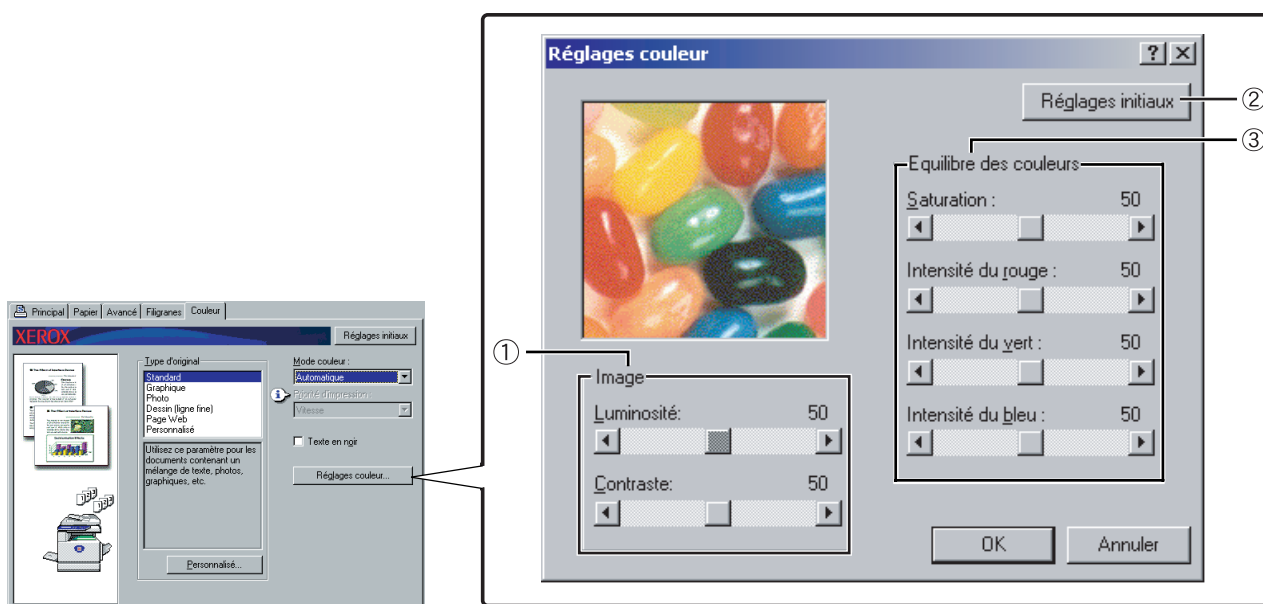 Réglages couleur
Réglages initiaux
②
③
Equilibre des couleurs
Saturation : 50
Intensité du rouge : 50
Intensité du vert : 50
Intensité du bleu : 50
①
Image
Luminosité: 50
Contraste: 50
OK
Annuler
Principal
Papier
Avancé
Filigranes
Couleur
XEROX
Réglages initiaux
Type d'original
Standard
Graphique
Photo
Dessin (ligne fine)
Page Web
Personnalisé
Utilisez ce paramètre pour les
documents contenant un
mélange de texte, photos,
graphiques, etc.
Personnalisé...
Mode couleur :
Automatique
Priorité d'impression :
Vitesse
Texte en noir
Réglages couleur...
1 2 3